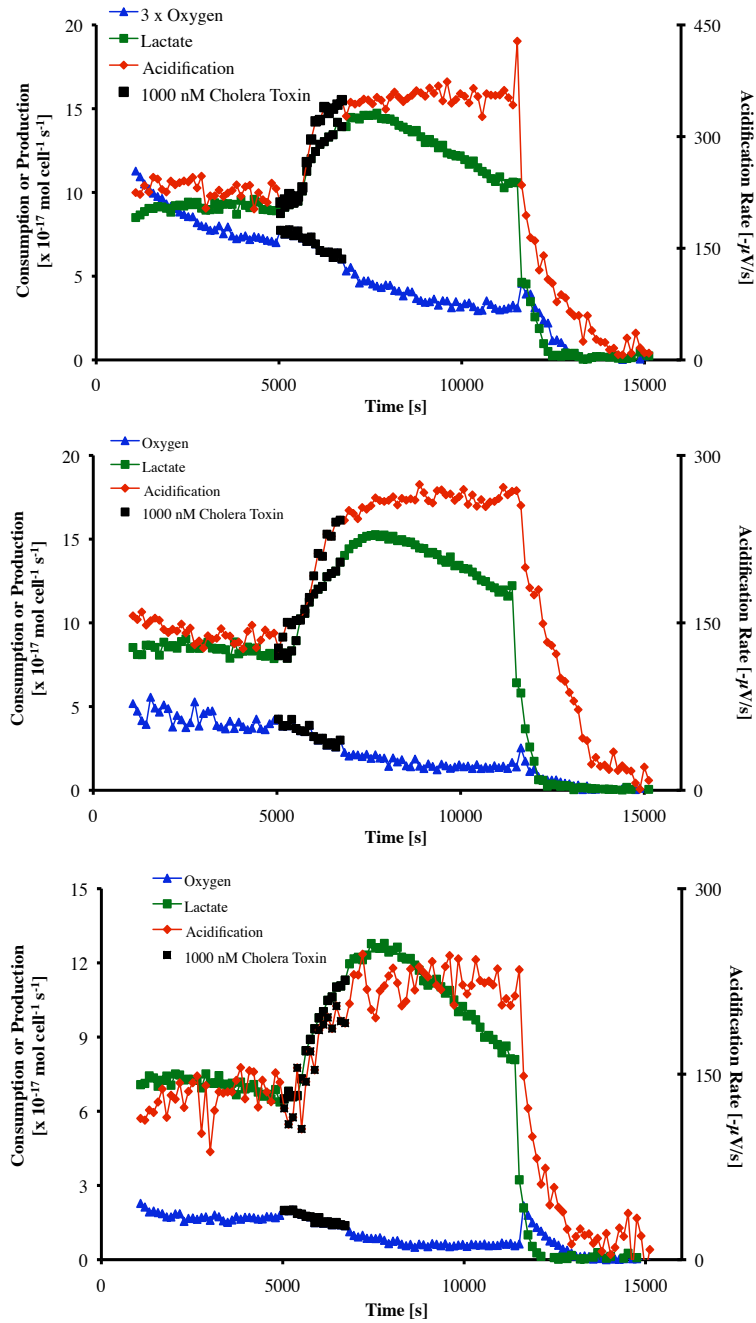 3 x Oxygen
Lactate
Acidification
1000 nM Cholera Toxin
Consumption or Production
[x 10⁻¹⁷ mol cell⁻¹ s⁻¹]
20
15
10
5
0
450
300
150
0
Acidification Rate [-µV/s]
0 5000 10000 15000
Time [s]
Oxygen
Lactate
Acidification
1000 nM Cholera Toxin
Consumption or Production
[x 10⁻¹⁷ mol cell⁻¹ s⁻¹]
20
15
10
5
0
300
150
0
Acidification Rate [-µV/s]
0 5000 10000 15000
Time [s]
Oxygen
Lactate
Acidification
1000 nM Cholera Toxin
Consumption or Production
[x 10⁻¹⁷ mol cell⁻¹ s⁻¹]
15
12
9
6
3
0
300
150
0
Acidification Rate [-µV/s]
0 5000 10000 15000
Time [s]